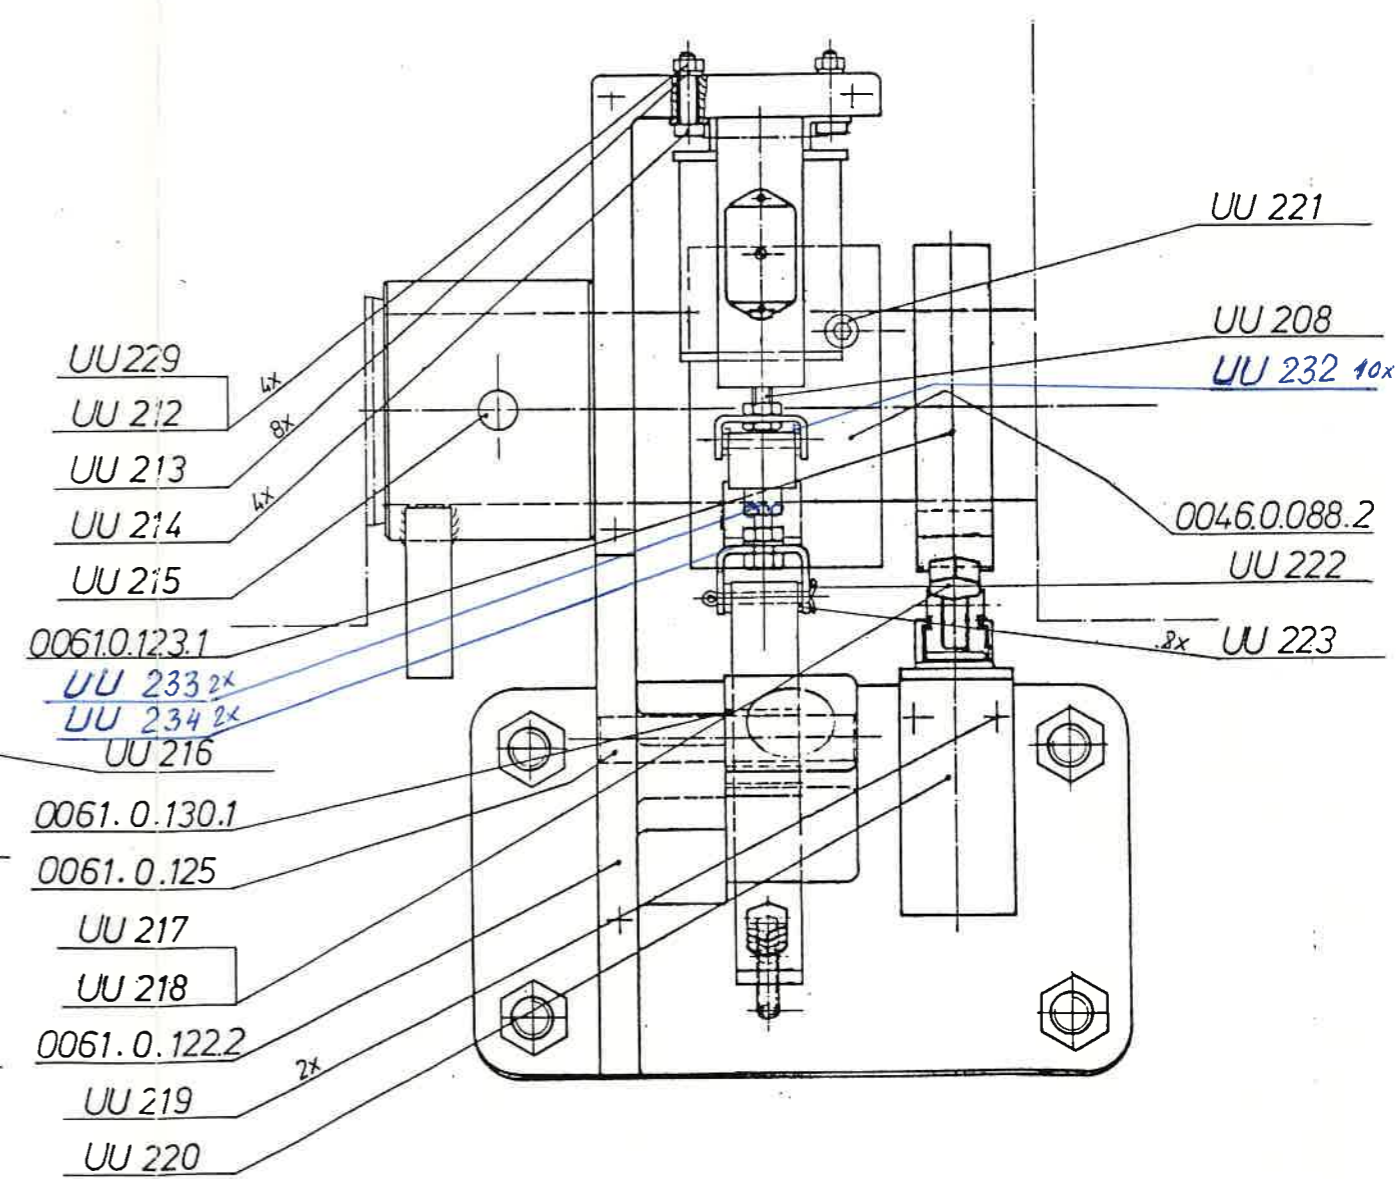 UU 229
UU 212
4x
UU 213
8x
UU 214
4x
UU 215
0061.0.123.1
UU 233 2x
UU 234 2x
UU 216
0061.0.130.1
0061.0.125
UU 217
UU 218
0061.0.122.2
UU 219
2x
UU 220
UU 221
UU 208
UU 232 10x
0046.0.088.2
UU 222
8x UU 223